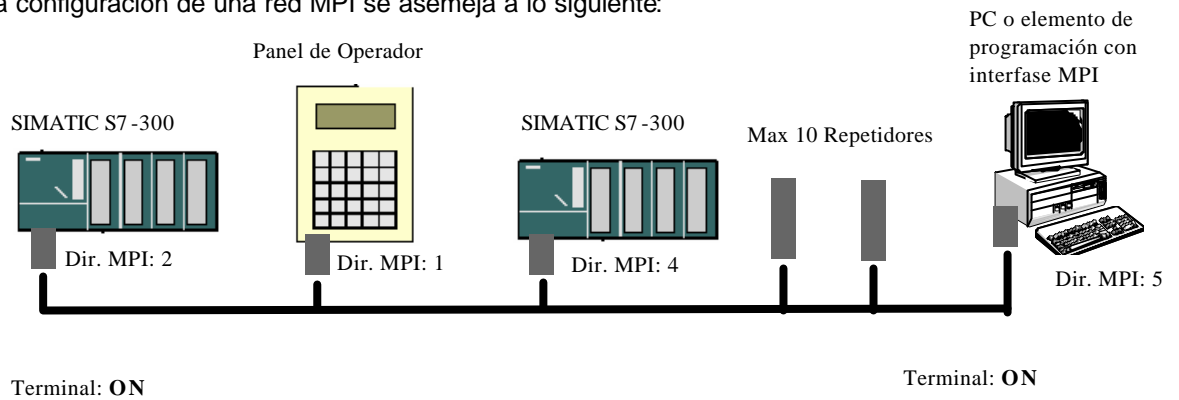 a configuración de una red MPI se asemeja a lo siguiente:
PC o elemento de
programación con
interfase MPI
Panel de Operador
SIMATIC S7-300
SIMATIC S7-300
Max 10 Repetidores
Dir. MPI: 2
Dir. MPI: 1
Dir. MPI: 4
Dir. MPI: 5
Terminal: ON
Terminal: ON